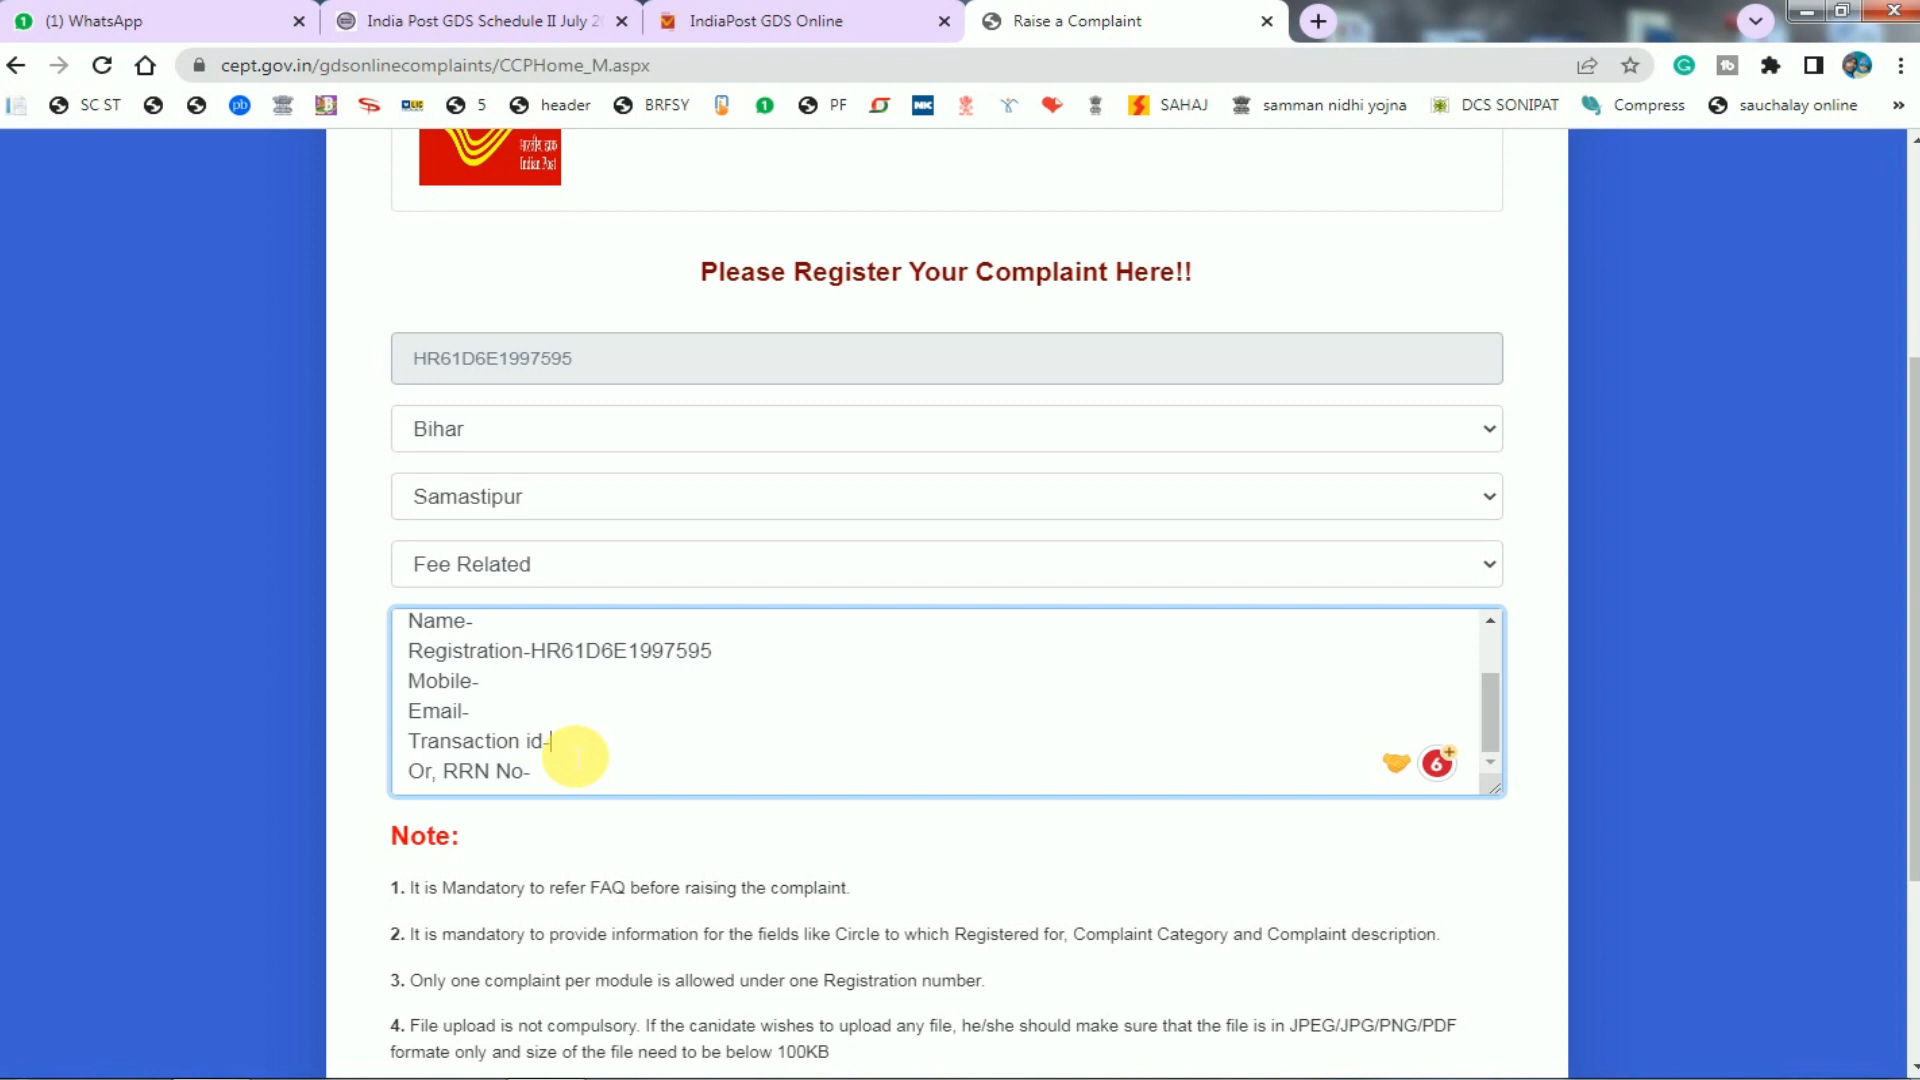 (1) WhatsApp
India Post GDS Schedule II July 2
IndiaPost GDS Online
Raise a Complaint
cept.gov.in/gdsonlinecomplaints/CCPHome_M.aspx
SC ST
pb
LIC
5
header
BRFSY
1
PF
NIC
SAHAJ
samman nidhi yojna
DCS SONIPAT
Compress
sauchalay online
»
Indian Post
Please Register Your Complaint Here!!
HR61D6E1997595
Bihar
Samastipur
Fee Related
Name-
Registration-HR61D6E1997595
Mobile-
Email-
Transaction id-
Or, RRN No-
6
Note:
1. It is Mandatory to refer FAQ before raising the complaint.
2. It is mandatory to provide information for the fields like Circle to which Registered for, Complaint Category and Complaint description.
3. Only one complaint per module is allowed under one Registration number.
4. File upload is not compulsory. If the canidate wishes to upload any file, he/she should make sure that the file is in JPEG/JPG/PNG/PDF
formate only and size of the file need to be below 100KB